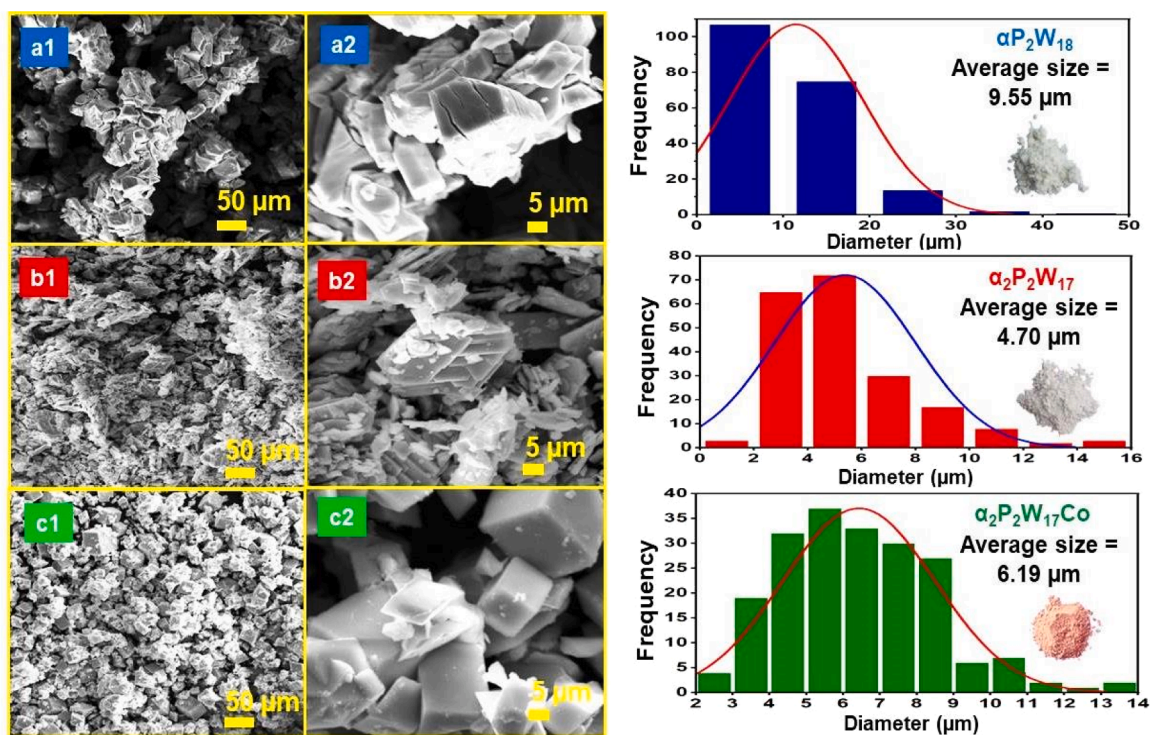 a1
50 µm
a2
5 µm
b1
50 µm
b2
5 µm
c1
50 µm
c2
5 µm
αP₂W₁₈
Average size =
9.55 µm
Frequency
100
80
60
40
20
0
0 10 20 30 40 50
Diameter (µm)
α₂P₂W₁₇
Average size =
4.70 µm
Frequency
80
70
60
50
40
30
20
10
0
0 2 4 6 8 10 12 14 16
Diameter (µm)
α₂P₂W₁₇Co
Average size =
6.19 µm
Frequency
40
35
30
25
20
15
10
5
0
2 3 4 5 6 7 8 9 10 11 12 13 14
Diameter (µm)